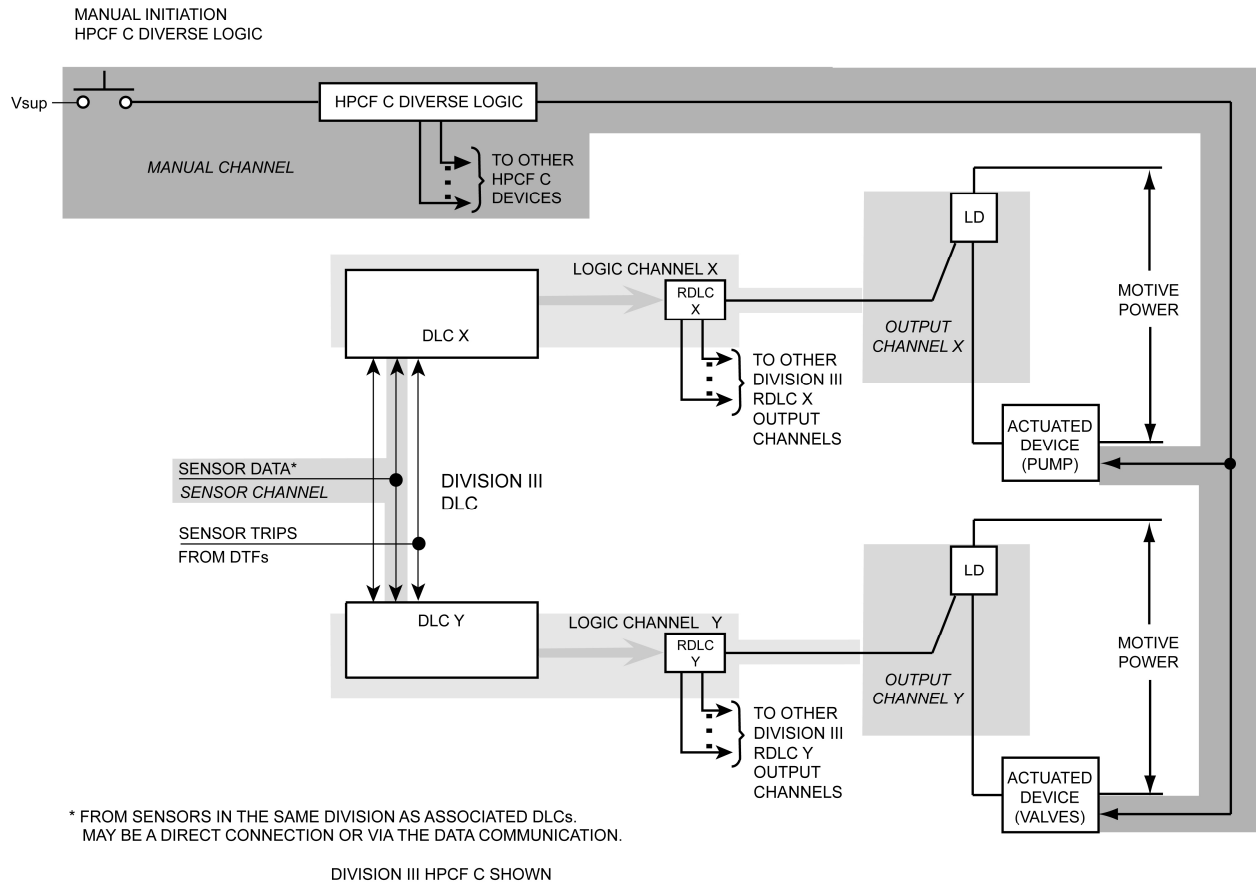 MANUAL INITIATION
HPCF C DIVERSE LOGIC
Vsup
HPCF C DIVERSE LOGIC
MANUAL CHANNEL
TO OTHER
HPCF C
DEVICES
LD
LOGIC CHANNEL X
RDLC
X
DLC X
OUTPUT
CHANNEL X
MOTIVE
POWER
TO OTHER
DIVISION III
RDLC X
OUTPUT
CHANNELS
ACTUATED
DEVICE
(PUMP)
SENSOR DATA*
SENSOR CHANNEL
DIVISION III
DLC
SENSOR TRIPS
FROM DTFs
LD
DLC Y
LOGIC CHANNEL Y
RDLC
Y
OUTPUT
CHANNEL Y
MOTIVE
POWER
TO OTHER
DIVISION III
RDLC Y
OUTPUT
CHANNELS
ACTUATED
DEVICE
(VALVES)
* FROM SENSORS IN THE SAME DIVISION AS ASSOCIATED DLCs.
MAY BE A DIRECT CONNECTION OR VIA THE DATA COMMUNICATION.
DIVISION III HPCF C SHOWN